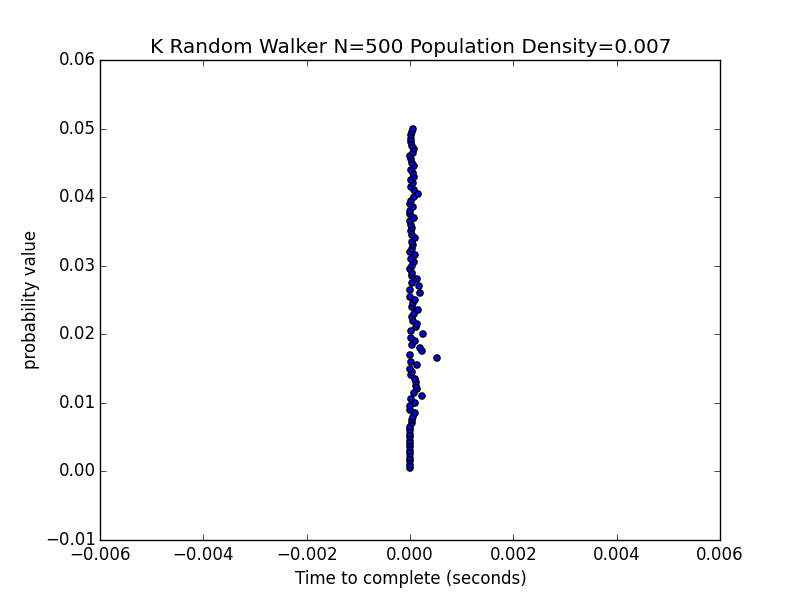 K Random Walker N=500 Population Density=0.007
0.06
0.05
0.04
0.03
0.02
0.01
0.00
−0.01
probability value
−0.006 −0.004 −0.002 0.000 0.002 0.004 0.006
Time to complete (seconds)